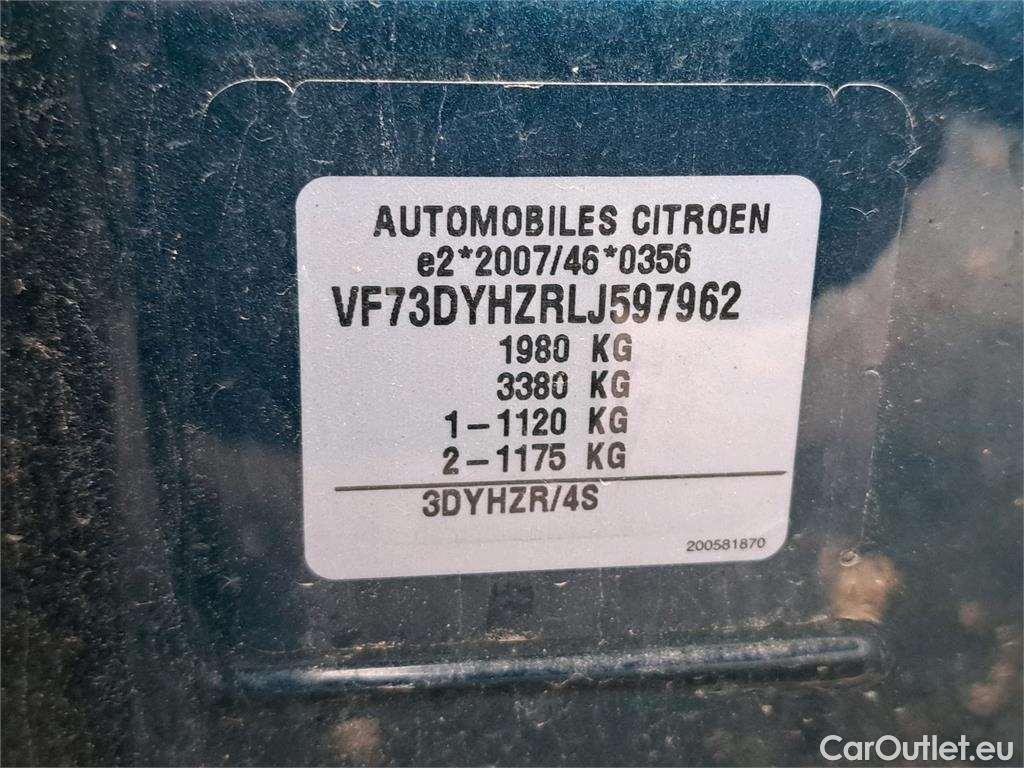 AUTOMOBILES CITROEN
e2*2007/46*0356
VF73DYHZRLJ597962
1980 KG
3380 KG
1-1120 KG
2-1175 KG
3DYHZR/4S
200581870
CarOutlet.eu